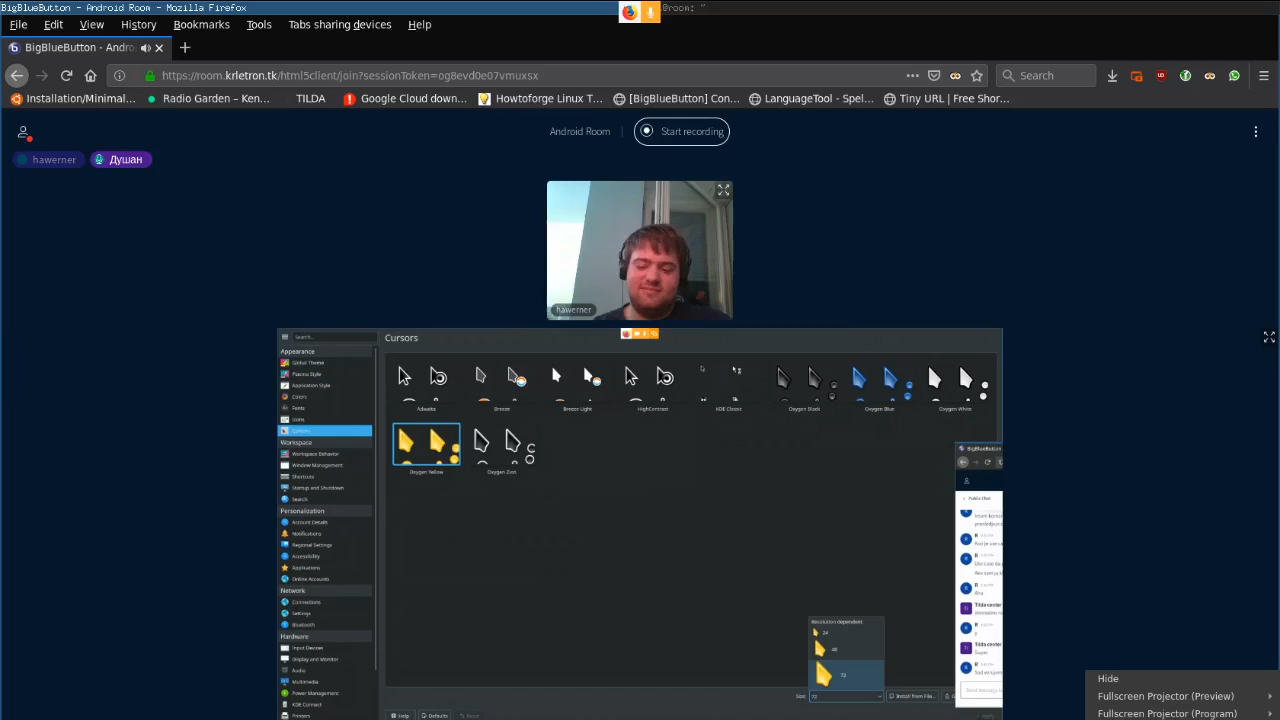 BigBlueButton - Android Room - Mozilla Firefox
File Edit View History Bookmarks Tools Tabs sharing devices Help
BigBlueButton - Andro
https://room.krletron.tk/html5client/join?sessionToken=og8evd0e07vmuxsx
Search
Installation/Minimal… Radio Garden – Ken… TILDA Google Cloud down… Howtoforge Linux T… [BigBlueButton] Con… LanguageTool - Spel… Tiny URL | Free Shor…
Android Room
Start recording
hawerner
Душан
hawerner
Search...
Cursors
Appearance
Global Theme
Plasma Style
Application Style
Colors
Fonts
Icons
Cursors
Workspace
Workspace Behavior
Window Management
Shortcuts
Startup and Shutdown
Search
Personalization
Account Details
Notifications
Regional Settings
Accessibility
Applications
Online Accounts
Network
Connections
Settings
Bluetooth
Hardware
Input Devices
Display and Monitor
Audio
Multimedia
Power Management
KDE Connect
Printers
Adwaita Breeze Breeze Light HighContrast KDE Classic Oxygen Black Oxygen Blue Oxygen White
Oxygen Yellow Oxygen Zion
Resolution dependent
24
48
72
Size: 72
Install from File...
Help Defaults Reset
BigBlueButton
Public Chat
Tilda center
Tilda center
Super
Send message
Hide
Fullscreen Projector (Preview)
Fullscreen Projector (Program)